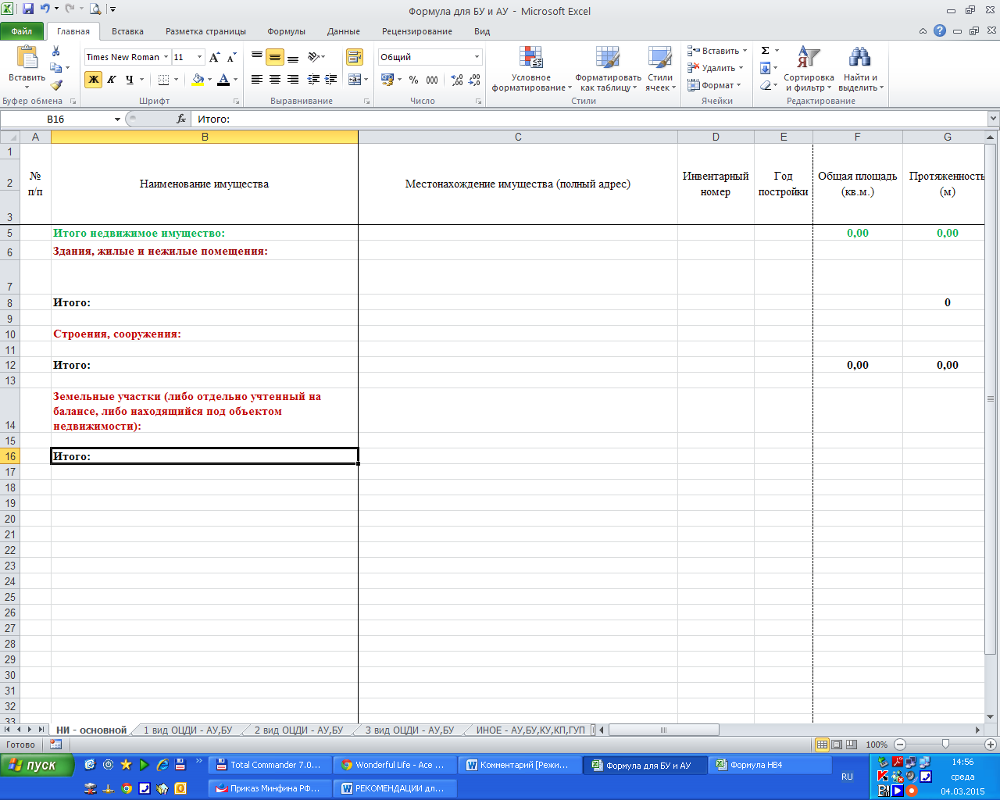 Формула для БУ и АУ - Microsoft Excel
Файл Главная Вставка Разметка страницы Формулы Данные Рецензирование Вид
Вставить
Буфер обмена
Times New Roman 11
Ж К Ч
Шрифт
Выравнивание
Общий
% 000
Число
Условное форматирование
Форматировать как таблицу
Стили ячеек
Стили
Вставить
Удалить
Формат
Ячейки
Сортировка и фильтр
Найти и выделить
Редактирование
B16 fx Итого:
A B C D E F G
1
2
3
№ п/п
Наименование имущества
Местонахождение имущества (полный адрес)
Инвентарный номер
Год постройки
Общая площадь (кв.м.)
Протяженность (м)
5 Итого недвижимое имущество: 0,00 0,00
6 Здания, жилые и нежилые помещения:
7
8 Итого: 0
9
10 Строения, сооружения:
11
12 Итого: 0,00 0,00
13
Земельные участки (либо отдельно учтенный на
балансе, либо находящийся под объектом
14 недвижимости):
15
16 Итого:
17
18
19
20
21
22
23
24
25
26
27
28
29
30
31
32
33
НИ - основной 1 вид ОЦДИ - АУ,БУ 2 вид ОЦДИ - АУ,БУ 3 вид ОЦДИ - АУ,БУ ИНОЕ - АУ,БУ,КУ,КП,ГУП
Готово 100%
пуск
Total Commander 7.0... Wonderful Life - Ace ... Комментарий [Режи... Формула для БУ и АУ Формула НВ4
Приказ Минфина РФ... РЕКОМЕНДАЦИИ дл...
RU
14:56
среда
04.03.2015